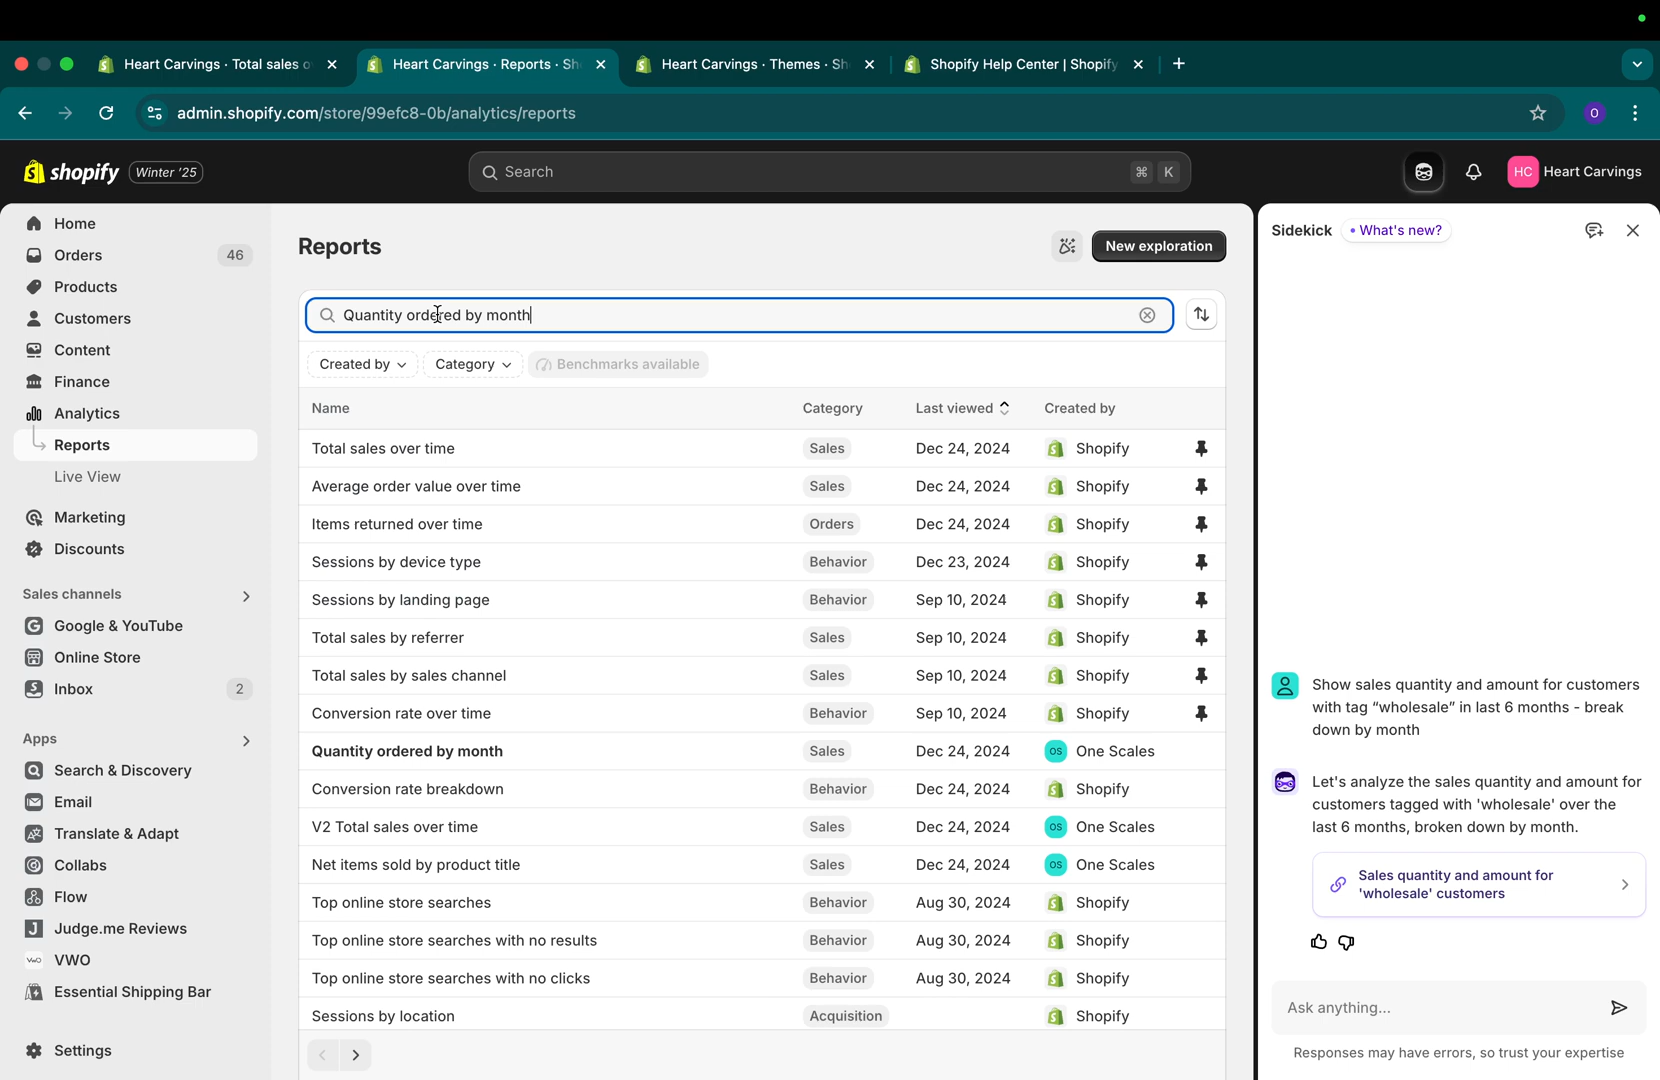 Heart Carvings · Total sales o
Heart Carvings · Reports · Sh
Heart Carvings · Themes · Sh
Shopify Help Center | Shopify
admin.shopify.com/store/99efc8-0b/analytics/reports
O
shopify
Winter '25
Search
⌘ K
HC
Heart Carvings
Home
Orders 46
Products
Customers
Content
Finance
Analytics
Reports
Live View
Marketing
Discounts
Sales channels
Google & YouTube
Online Store
Inbox 2
Apps
Search & Discovery
Email
Translate & Adapt
Collabs
Flow
Judge.me Reviews
VWO
Essential Shipping Bar
Settings
Reports
New exploration
Quantity ordered by month
Created by
Category
Benchmarks available
Name Category Last viewed Created by
Total sales over time Sales Dec 24, 2024 Shopify
Average order value over time Sales Dec 24, 2024 Shopify
Items returned over time Orders Dec 24, 2024 Shopify
Sessions by device type Behavior Dec 23, 2024 Shopify
Sessions by landing page Behavior Sep 10, 2024 Shopify
Total sales by referrer Sales Sep 10, 2024 Shopify
Total sales by sales channel Sales Sep 10, 2024 Shopify
Conversion rate over time Behavior Sep 10, 2024 Shopify
Quantity ordered by month Sales Dec 24, 2024 OS One Scales
Conversion rate breakdown Behavior Dec 24, 2024 Shopify
V2 Total sales over time Sales Dec 24, 2024 OS One Scales
Net items sold by product title Sales Dec 24, 2024 OS One Scales
Top online store searches Behavior Aug 30, 2024 Shopify
Top online store searches with no results Behavior Aug 30, 2024 Shopify
Top online store searches with no clicks Behavior Aug 30, 2024 Shopify
Sessions by location Acquisition Shopify
Sidekick
• What's new?
Show sales quantity and amount for customers
with tag “wholesale” in last 6 months - break
down by month
Let's analyze the sales quantity and amount for
customers tagged with 'wholesale' over the
last 6 months, broken down by month.
Sales quantity and amount for
'wholesale' customers
Ask anything...
Responses may have errors, so trust your expertise